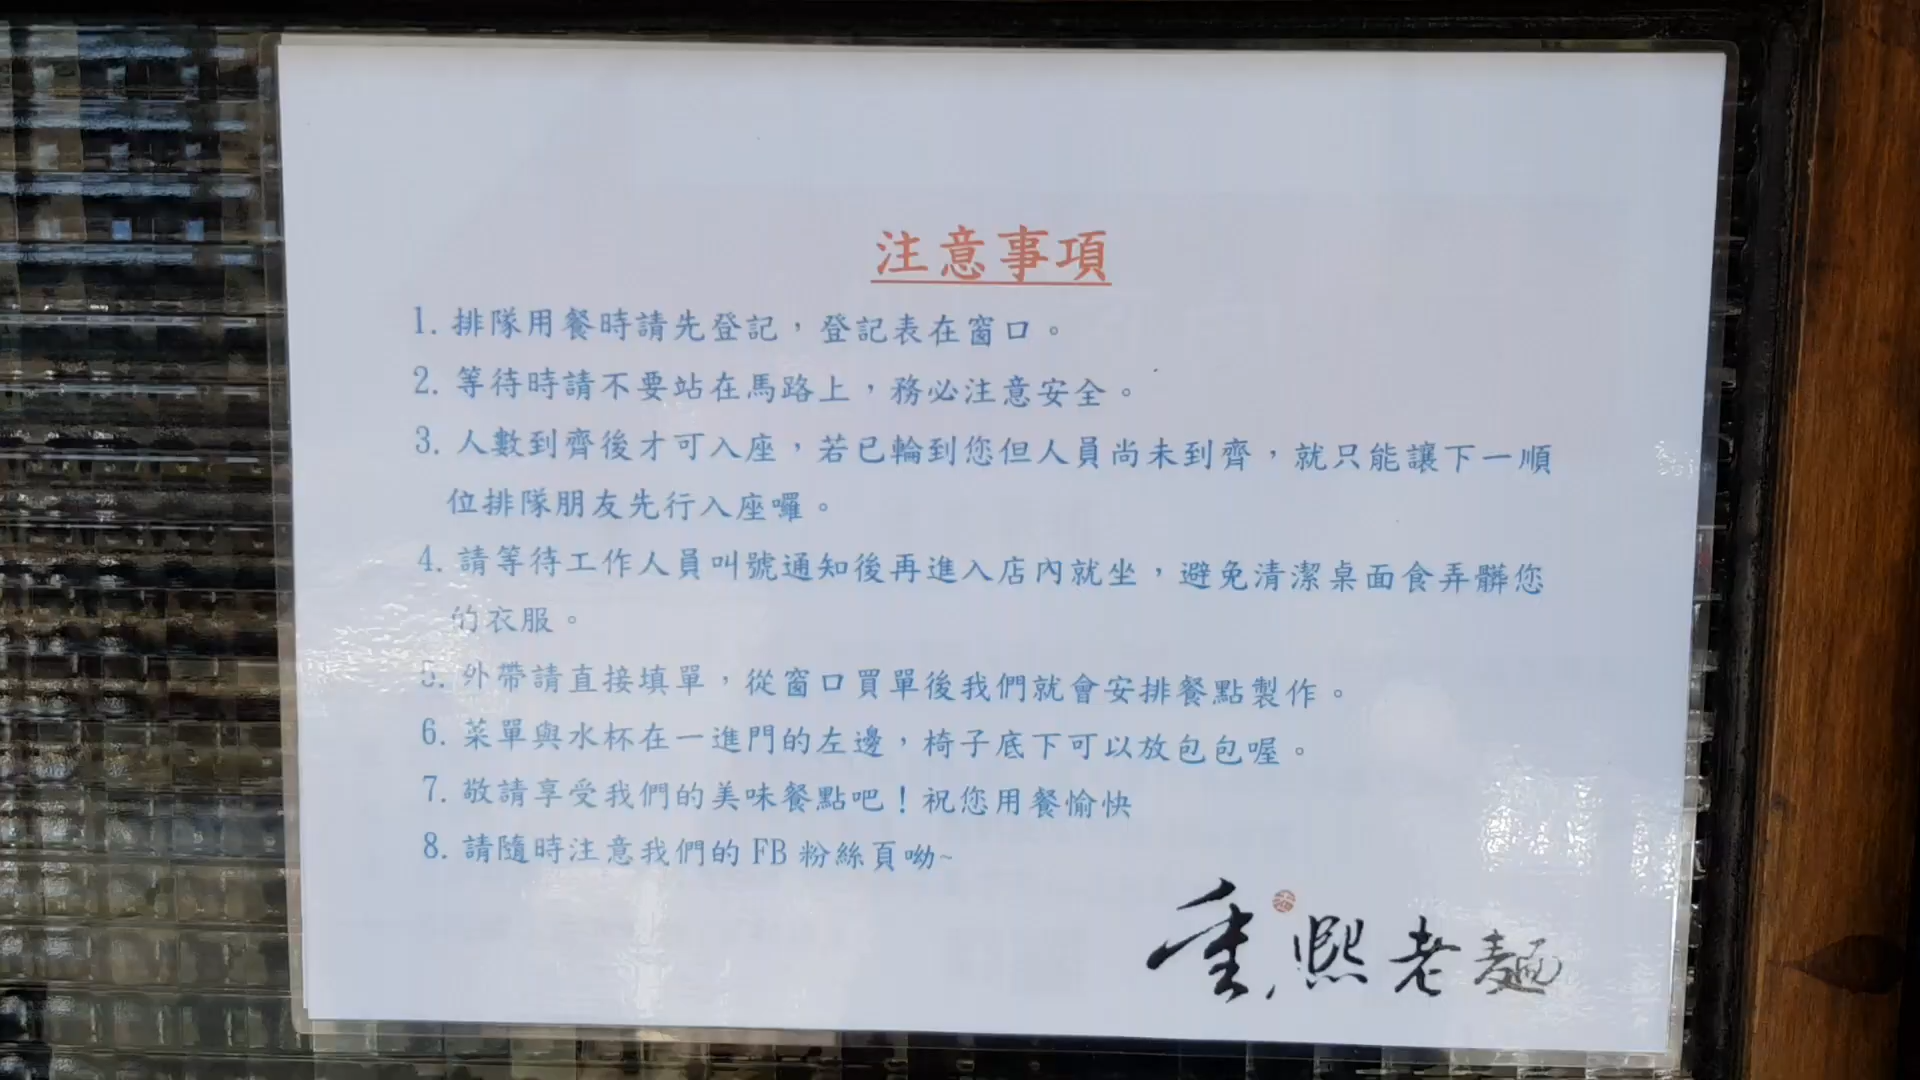 注意事項
1. 排隊用餐時請先登記，登記表在窗口。
2. 等待時請不要站在馬路上，務必注意安全。
3. 人數到齊後才可入座，若已輪到您但人員尚未到齊，就只能讓下一順
位排隊朋友先行入座囉。
4. 請等待工作人員叫號通知後再進入店內就坐，避免清潔桌面食弄髒您
的衣服。
5. 外帶請直接填單，從窗口買單後我們就會安排餐點製作。
6. 菜單與水杯在一進門的左邊，椅子底下可以放包包喔。
7. 敬請享受我們的美味餐點吧！祝您用餐愉快
8. 請隨時注意我們的 FB 粉絲頁呦~
重熙老麵